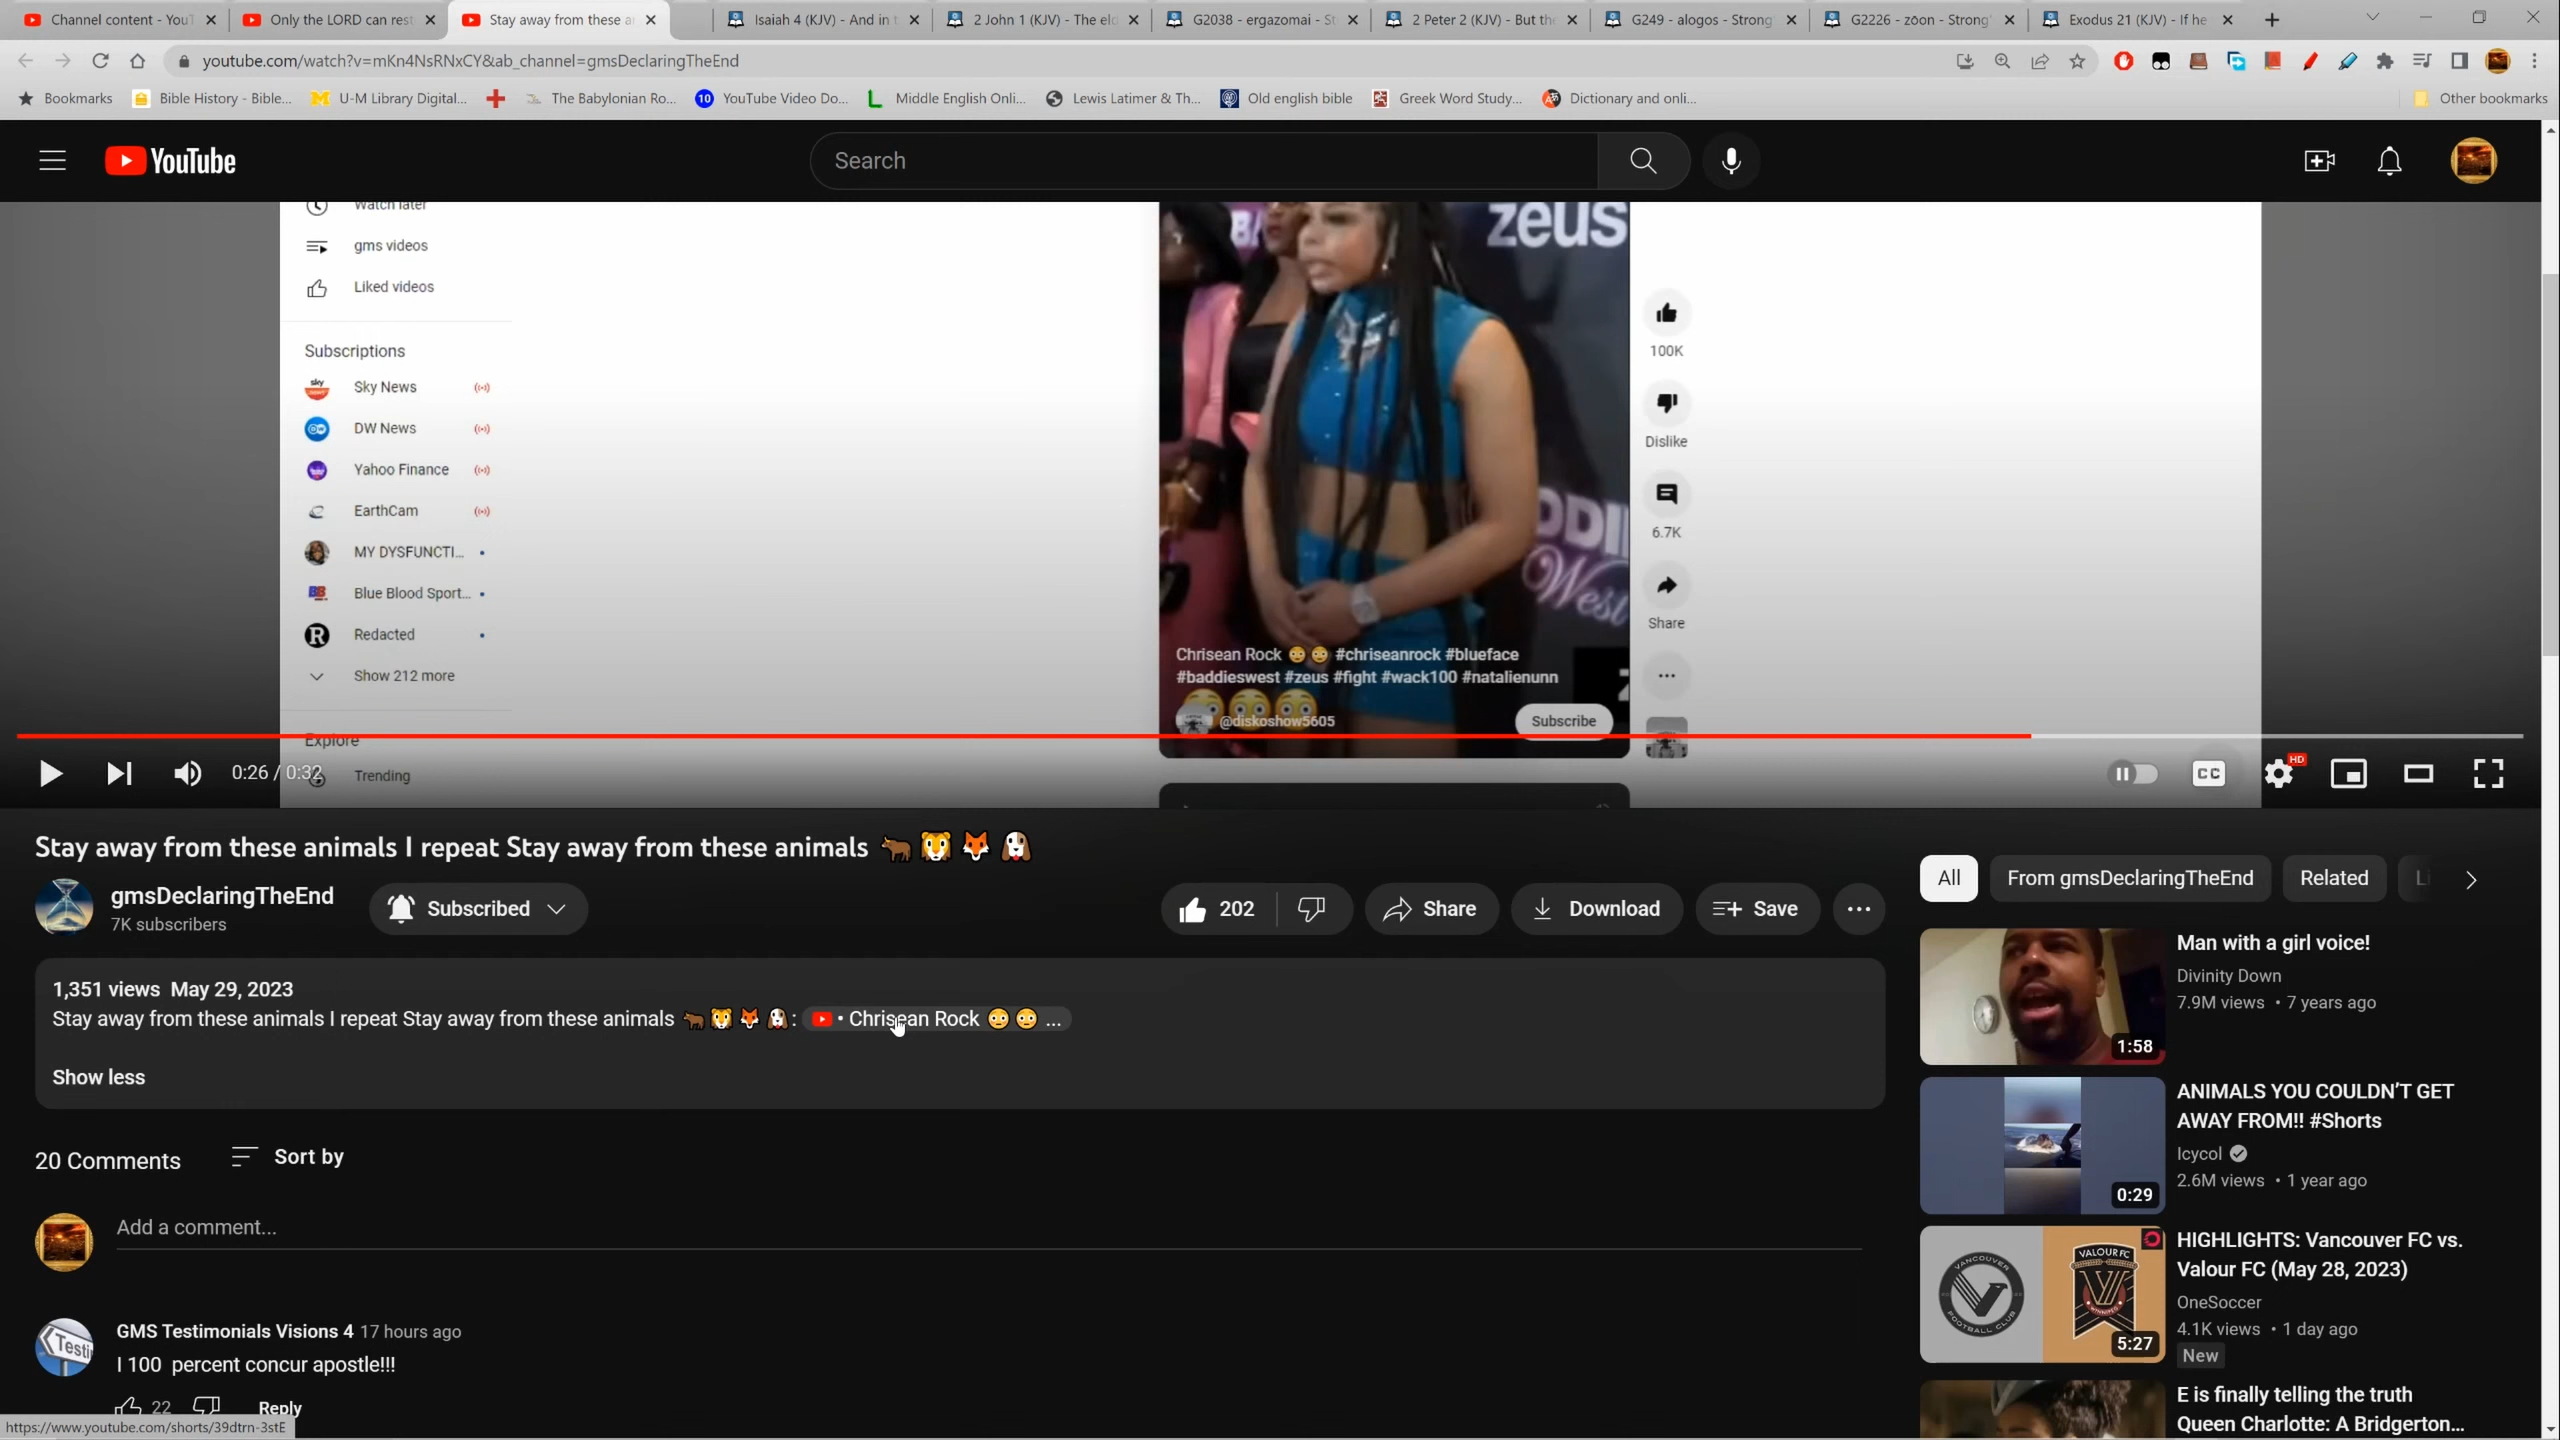 Channel content - YouT
Only the LORD can rest
Stay away from these a
Isaiah 4 (KJV) - And in t
2 John 1 (KJV) - The eld
G2038 - ergazomai - St
2 Peter 2 (KJV) - But the
G249 - alogos - Strong
G2226 - zōon - Strong'
Exodus 21 (KJV) - If he
youtube.com/watch?v=mKn4NsRNxCY&ab_channel=gmsDeclaringTheEnd
Bookmarks
Bible History - Bible...
U-M Library Digital...
The Babylonian Ro...
10 YouTube Video Do...
Middle English Onli...
Lewis Latimer & Th...
Old english bible
Greek Word Study...
Dictionary and onli...
Other bookmarks
YouTube
Search
Watch later
gms videos
Liked videos
Subscriptions
Sky News
DW News
Yahoo Finance
EarthCam
MY DYSFUNCTI...
Blue Blood Sport...
Redacted
Show 212 more
Explore
Trending
zeus
West
Chrisean Rock 😳 😳 #chriseanrock #blueface
#baddieswest #zeus #fight #wack100 #natalienunn
@diskoshow5605
Subscribe
100K
Dislike
6.7K
Share
0:26 / 0:32
CC
HD
Stay away from these animals I repeat Stay away from these animals 🐂🦁🦊🐶
gmsDeclaringTheEnd
7K subscribers
Subscribed
202
Share
Download
Save
1,351 views May 29, 2023
Stay away from these animals I repeat Stay away from these animals 🐂🦁🦊🐶: • Chrisean Rock 😳 😳 ...
Show less
20 Comments
Sort by
Add a comment...
GMS Testimonials Visions 4 17 hours ago
I 100 percent concur apostle!!!
22
Reply
https://www.youtube.com/shorts/39dtrn-3stE
All
From gmsDeclaringTheEnd
Related
Man with a girl voice!
Divinity Down
7.9M views • 7 years ago
1:58
ANIMALS YOU COULDN'T GET
AWAY FROM!! #Shorts
Icycol
2.6M views • 1 year ago
0:29
HIGHLIGHTS: Vancouver FC vs.
Valour FC (May 28, 2023)
OneSoccer
4.1K views • 1 day ago
New
VANCOUVER
FOOTBALL CLUB
VALOUR FC
5:27
E is finally telling the truth
Queen Charlotte: A Bridgerton...